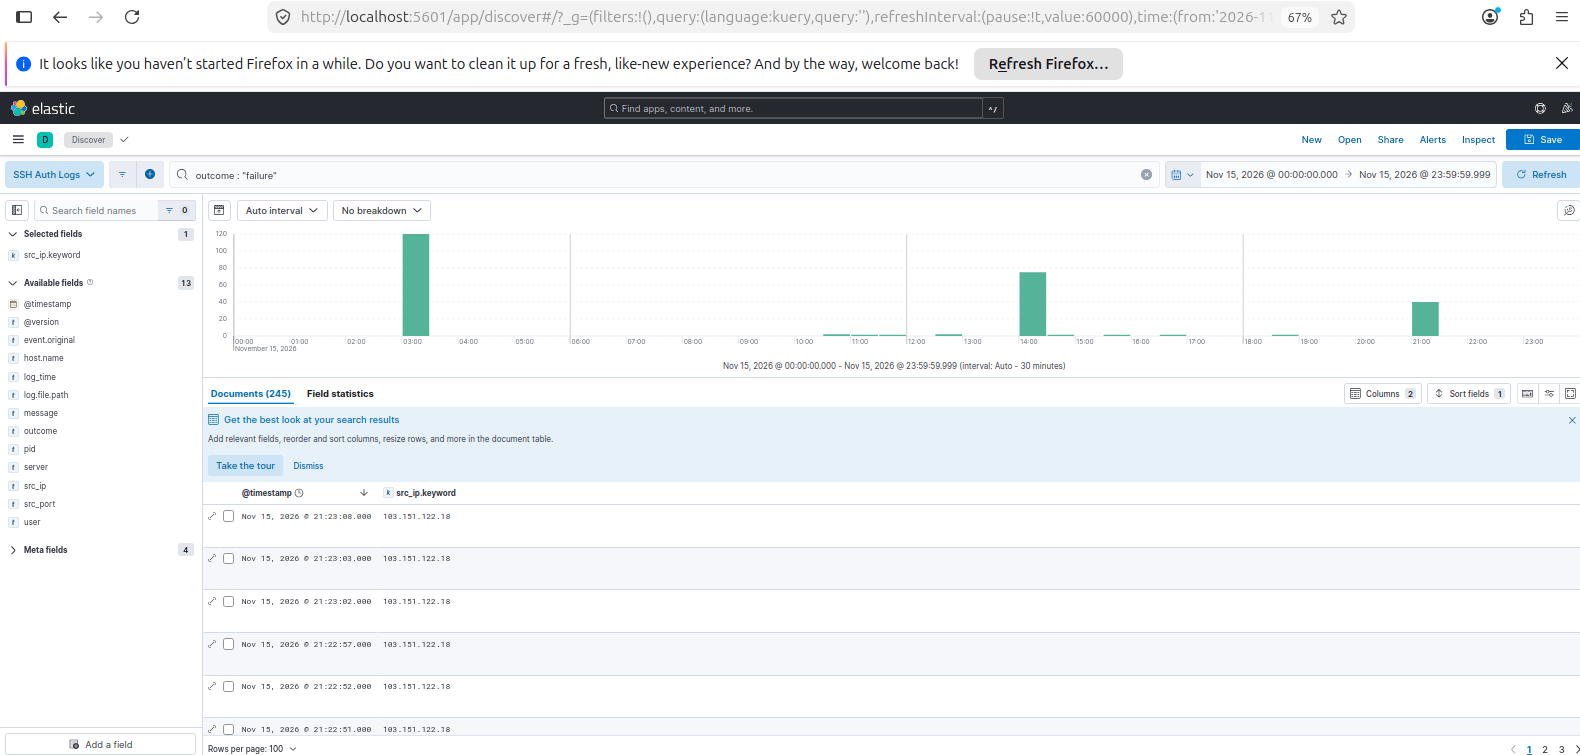 http://localhost:5601/app/discover#/?_g=(filters:!(),query:(language:kuery,query:''),refreshInterval:(pause:!t,value:60000),time:(from:'2026-11
67%
It looks like you haven't started Firefox in a while. Do you want to clean it up for a fresh, like-new experience? And by the way, welcome back!
Refresh Firefox…
elastic
Find apps, content, and more.
^/
D
Discover
New Open Share Alerts Inspect Save
SSH Auth Logs
outcome : "failure"
Nov 15, 2026 @ 00:00:00.000 → Nov 15, 2026 @ 23:59:59.999
Refresh
Search field names 0
Auto interval
No breakdown
Selected fields 1
k src_ip.keyword
Available fields 13
@timestamp
t @version
t event.original
t host.name
t log_time
t log.file.path
t message
t outcome
t pid
t server
t src_ip
t src_port
t user
Meta fields 4
Add a field
120
100
80
60
40
20
0
00:00 01:00 02:00 03:00 04:00 05:00 06:00 07:00 08:00 09:00 10:00 11:00 12:00 13:00 14:00 15:00 16:00 17:00 18:00 19:00 20:00 21:00 22:00 23:00
November 15, 2026
Nov 15, 2026 @ 00:00:00.000 - Nov 15, 2026 @ 23:59:59.999 (interval: Auto - 30 minutes)
Documents (245) Field statistics
Columns 2
Sort fields 1
Get the best look at your search results
Add relevant fields, reorder and sort columns, resize rows, and more in the document table.
Take the tour Dismiss
@timestamp k src_ip.keyword
Nov 15, 2026 @ 21:23:08.000 103.151.122.18
Nov 15, 2026 @ 21:23:03.000 103.151.122.18
Nov 15, 2026 @ 21:23:02.000 103.151.122.18
Nov 15, 2026 @ 21:22:57.000 103.151.122.18
Nov 15, 2026 @ 21:22:52.000 103.151.122.18
Nov 15, 2026 @ 21:22:51.000 103.151.122.18
Rows per page: 100
1 2 3